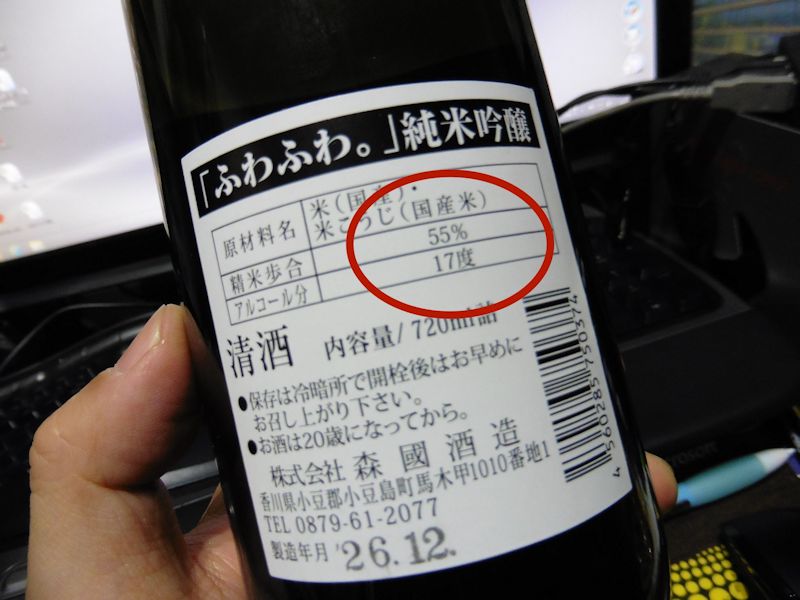 「ふわふわ。」純米吟醸
原材料名 米(国産)・
米こうじ(国産米)
精米歩合 55%
アルコール分 17度
清酒 内容量/720ml詰
●保存は冷暗所で開栓後はお早めに
お召し上がり下さい。
●お酒は20歳になってから。
株式会社 森國酒造
香川県小豆郡小豆島町馬木甲1010番地1
TEL 0879-61-2077
製造年月 '26.12.
4 560285 750374